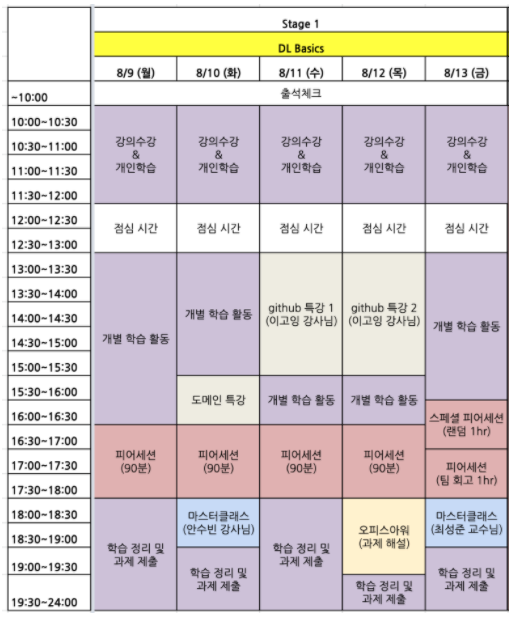 Stage 1
DL Basics
8/9 (월) 8/10 (화) 8/11 (수) 8/12 (목) 8/13 (금)
~10:00 출석체크
10:00~10:30
10:30~11:00
11:00~11:30
11:30~12:00
강의수강 강의수강 강의수강 강의수강 강의수강
& & & & &
개인학습 개인학습 개인학습 개인학습 개인학습
12:00~12:30
12:30~13:00
점심 시간 점심 시간 점심 시간 점심 시간 점심 시간
13:00~13:30
13:30~14:00
14:00~14:30
14:30~15:00
15:00~15:30
15:30~16:00
16:00~16:30
개별 학습 활동
개별 학습 활동
도메인 특강
github 특강 1
(이고잉 강사님)
개별 학습 활동
github 특강 2
(이고잉 강사님)
개별 학습 활동
개별 학습 활동
스페셜 피어세션
(랜덤 1hr)
16:30~17:00
17:00~17:30
17:30~18:00
피어세션 피어세션 피어세션 피어세션 피어세션
(90분) (90분) (90분) (90분) (팀 회고 1hr)
18:00~18:30
18:30~19:00
19:00~19:30
19:30~24:00
학습 정리 및
과제 제출
마스터클래스
(안수빈 강사님)
학습 정리 및
과제 제출
학습 정리 및
과제 제출
오피스아워
(과제 해설)
학습 정리 및
과제 제출
마스터클래스
(최성준 교수님)
학습 정리 및
과제 제출